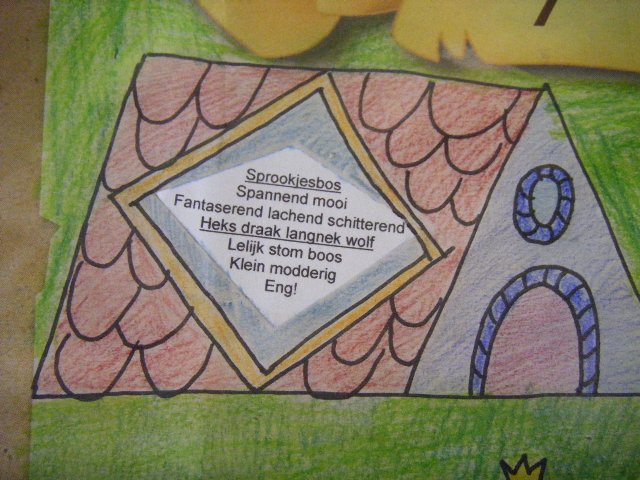 Sprookjesbos
Spannend mooi
Fantaserend lachend schitterend
Heks draak langnek wolf
Lelijk stom boos
Klein modderig
Eng!